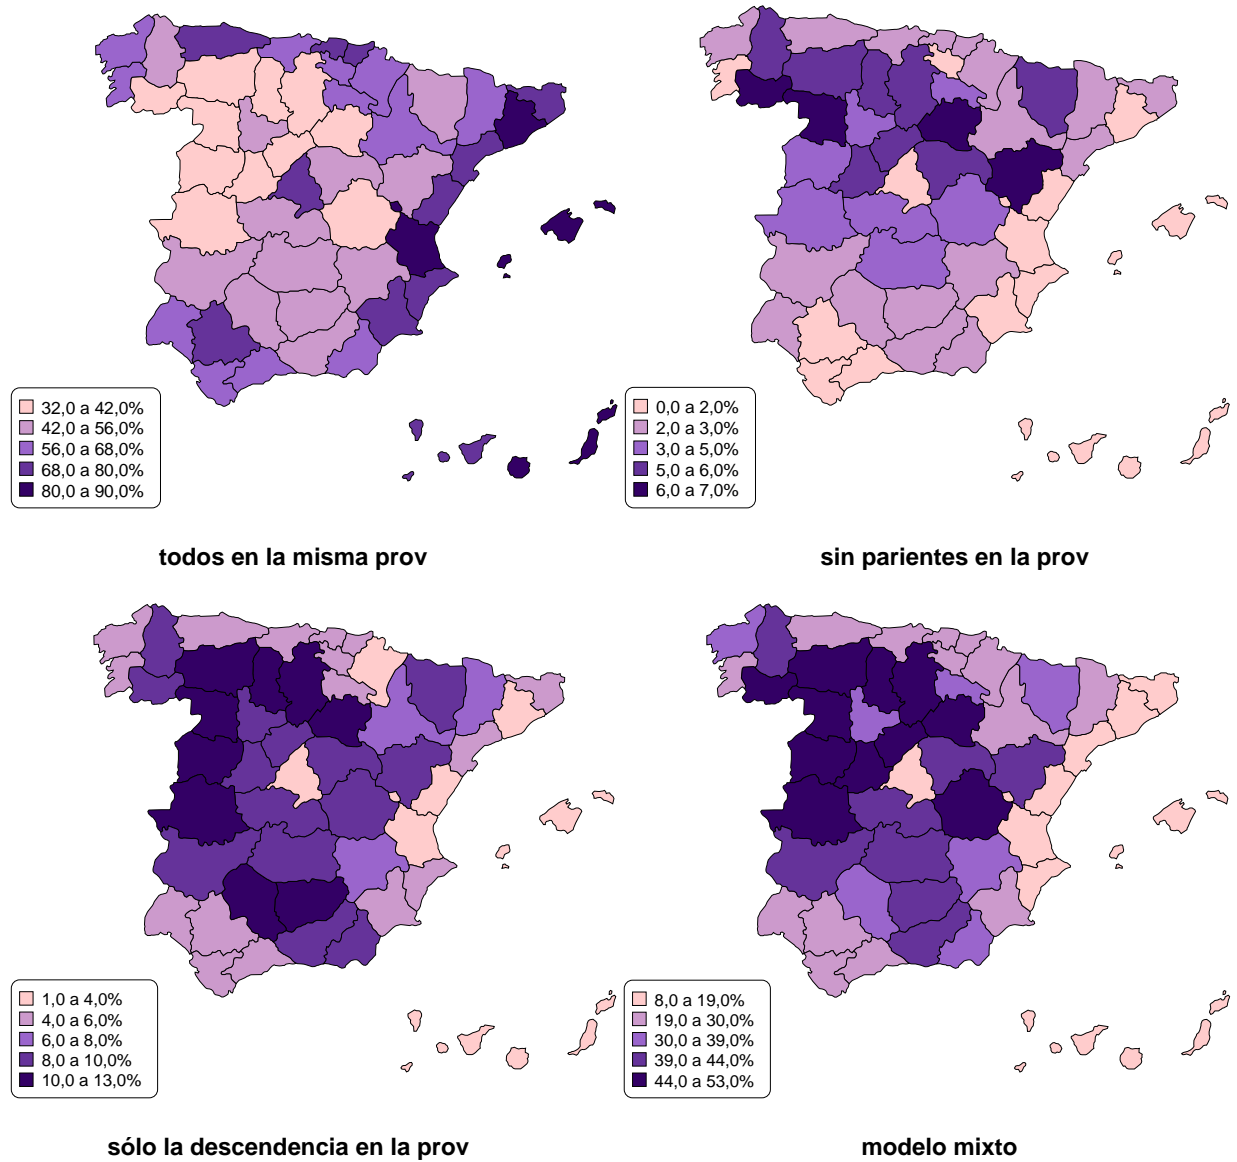 32,0 a 42,0%
42,0 a 56,0%
56,0 a 68,0%
68,0 a 80,0%
80,0 a 90,0%
todos en la misma prov
0,0 a 2,0%
2,0 a 3,0%
3,0 a 5,0%
5,0 a 6,0%
6,0 a 7,0%
sin parientes en la prov
1,0 a 4,0%
4,0 a 6,0%
6,0 a 8,0%
8,0 a 10,0%
10,0 a 13,0%
sólo la descendencia en la prov
8,0 a 19,0%
19,0 a 30,0%
30,0 a 39,0%
39,0 a 44,0%
44,0 a 53,0%
modelo mixto